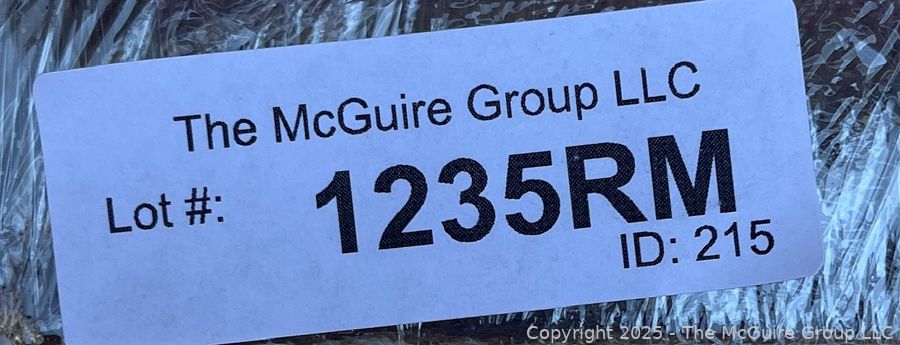 The McGuire Group LLC
Lot #: 1235RM
ID: 215
Copyright 2025 - The McGuire Group LLC